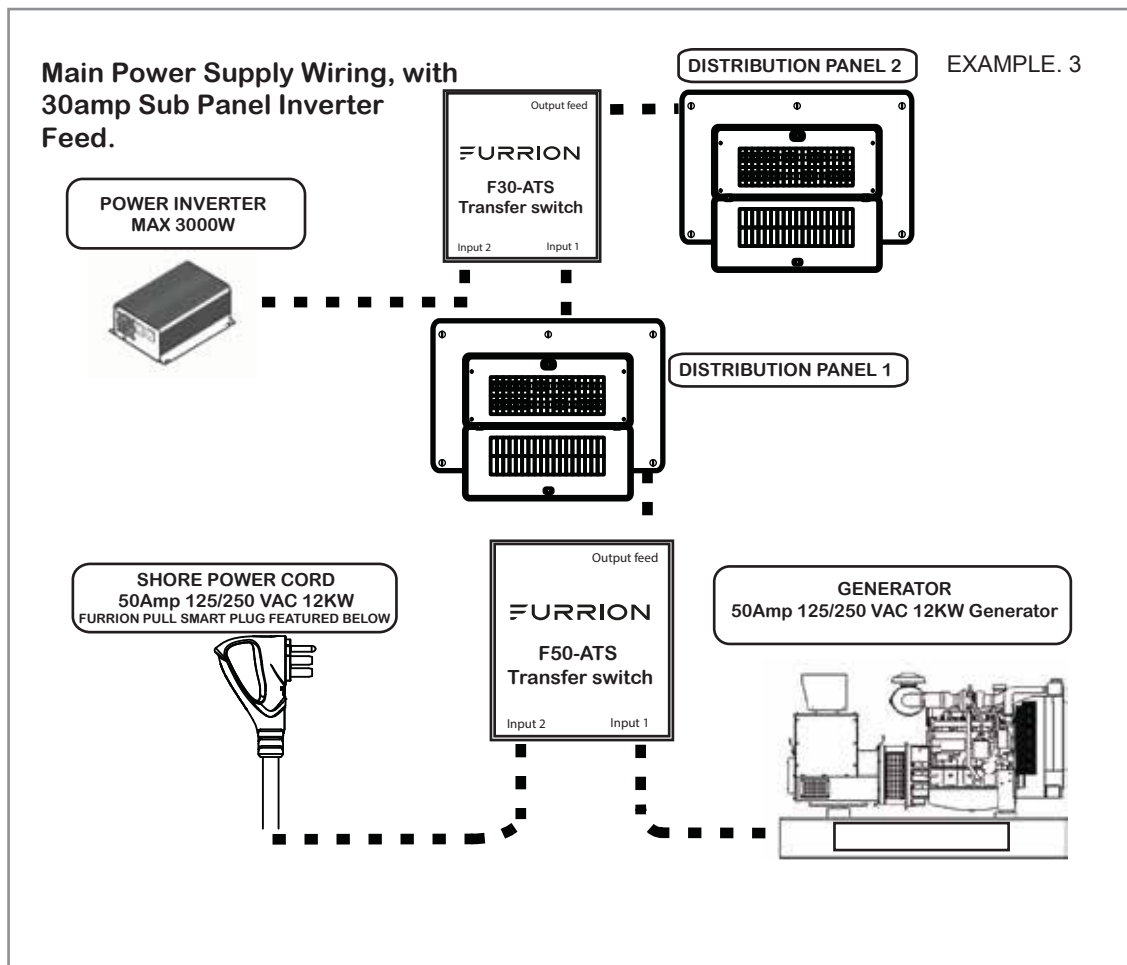 Main Power Supply Wiring, with
30amp Sub Panel Inverter
Feed.
EXAMPLE. 3
DISTRIBUTION PANEL 2
Output feed
FURRION
F30-ATS
Transfer switch
Input 2
Input 1
POWER INVERTER
MAX 3000W
DISTRIBUTION PANEL 1
SHORE POWER CORD
50Amp 125/250 VAC 12KW
FURRION PULL SMART PLUG FEATURED BELOW
Output feed
FURRION
F50-ATS
Transfer switch
Input 2
Input 1
GENERATOR
50Amp 125/250 VAC 12KW Generator